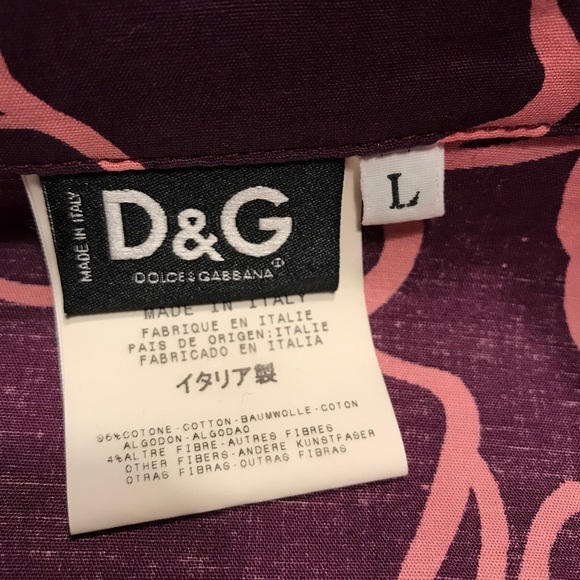 MADE IN ITALY
D&G
DOLCE & GABBANA
L
MADE IN ITALY
FABRIQUE EN ITALIE
PAIS DE ORIGEN:ITALIE
FABRICADO EN ITALIA
イタリア製
96%COTONE-COTTON-BAUMWOLLE-COTON
ALGODON-ALGODAO
4%ALTRE FIBRE-AUTRES FIBRES
OTHER FIBERS-ANDERE KUNSTFASER
OTRAS FIBRAS-OUTRAS FIBRAS